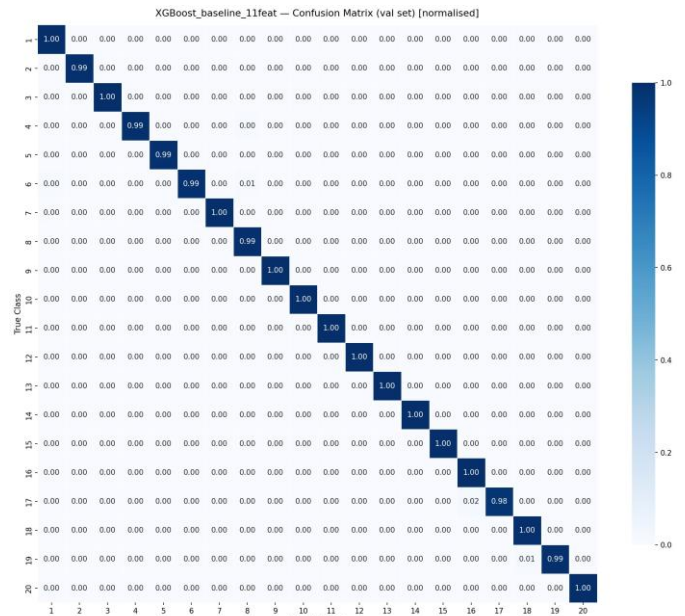 XGBoost_baseline_11feat — Confusion Matrix (val set) [normalised]
1 1.00 0.00 0.00 0.00 0.00 0.00 0.00 0.00 0.00 0.00 0.00 0.00 0.00 0.00 0.00 0.00 0.00 0.00 0.00 0.00
2 0.00 0.99 0.00 0.00 0.00 0.00 0.00 0.00 0.00 0.00 0.00 0.00 0.00 0.00 0.00 0.00 0.00 0.00 0.00 0.00
3 0.00 0.00 1.00 0.00 0.00 0.00 0.00 0.00 0.00 0.00 0.00 0.00 0.00 0.00 0.00 0.00 0.00 0.00 0.00 0.00
4 0.00 0.00 0.00 0.99 0.00 0.00 0.00 0.00 0.00 0.00 0.00 0.00 0.00 0.00 0.00 0.00 0.00 0.00 0.00 0.00
5 0.00 0.00 0.00 0.00 0.99 0.00 0.00 0.00 0.00 0.00 0.00 0.00 0.00 0.00 0.00 0.00 0.00 0.00 0.00 0.00
6 0.00 0.00 0.00 0.00 0.00 0.99 0.00 0.01 0.00 0.00 0.00 0.00 0.00 0.00 0.00 0.00 0.00 0.00 0.00 0.00
7 0.00 0.00 0.00 0.00 0.00 0.00 1.00 0.00 0.00 0.00 0.00 0.00 0.00 0.00 0.00 0.00 0.00 0.00 0.00 0.00
8 0.00 0.00 0.00 0.00 0.00 0.00 0.00 0.99 0.00 0.00 0.00 0.00 0.00 0.00 0.00 0.00 0.00 0.00 0.00 0.00
9 0.00 0.00 0.00 0.00 0.00 0.00 0.00 0.00 1.00 0.00 0.00 0.00 0.00 0.00 0.00 0.00 0.00 0.00 0.00 0.00
10 0.00 0.00 0.00 0.00 0.00 0.00 0.00 0.00 0.00 1.00 0.00 0.00 0.00 0.00 0.00 0.00 0.00 0.00 0.00 0.00
True Class
11 0.00 0.00 0.00 0.00 0.00 0.00 0.00 0.00 0.00 0.00 1.00 0.00 0.00 0.00 0.00 0.00 0.00 0.00 0.00 0.00
12 0.00 0.00 0.00 0.00 0.00 0.00 0.00 0.00 0.00 0.00 0.00 1.00 0.00 0.00 0.00 0.00 0.00 0.00 0.00 0.00
13 0.00 0.00 0.00 0.00 0.00 0.00 0.00 0.00 0.00 0.00 0.00 0.00 1.00 0.00 0.00 0.00 0.00 0.00 0.00 0.00
14 0.00 0.00 0.00 0.00 0.00 0.00 0.00 0.00 0.00 0.00 0.00 0.00 0.00 1.00 0.00 0.00 0.00 0.00 0.00 0.00
15 0.00 0.00 0.00 0.00 0.00 0.00 0.00 0.00 0.00 0.00 0.00 0.00 0.00 0.00 1.00 0.00 0.00 0.00 0.00 0.00
16 0.00 0.00 0.00 0.00 0.00 0.00 0.00 0.00 0.00 0.00 0.00 0.00 0.00 0.00 0.00 1.00 0.00 0.00 0.00 0.00
17 0.00 0.00 0.00 0.00 0.00 0.00 0.00 0.00 0.00 0.00 0.00 0.00 0.00 0.00 0.00 0.02 0.98 0.00 0.00 0.00
18 0.00 0.00 0.00 0.00 0.00 0.00 0.00 0.00 0.00 0.00 0.00 0.00 0.00 0.00 0.00 0.00 0.00 1.00 0.00 0.00
19 0.00 0.00 0.00 0.00 0.00 0.00 0.00 0.00 0.00 0.00 0.00 0.00 0.00 0.00 0.00 0.00 0.00 0.01 0.99 0.00
20 0.00 0.00 0.00 0.00 0.00 0.00 0.00 0.00 0.00 0.00 0.00 0.00 0.00 0.00 0.00 0.00 0.00 0.00 0.00 1.00
1 2 3 4 5 6 7 8 9 10 11 12 13 14 15 16 17 18 19 20
1.0
0.8
0.6
0.4
0.2
0.0